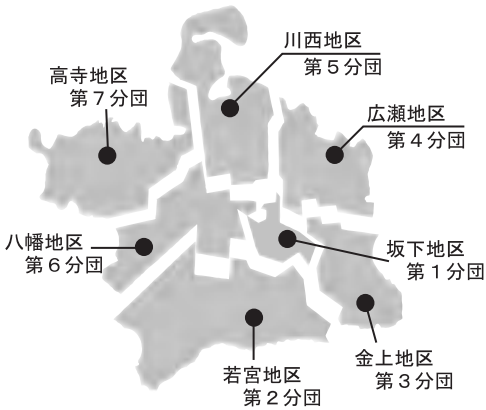 川西地区
第５分団
高寺地区
第７分団
広瀬地区
第４分団
八幡地区
第６分団
坂下地区
第１分団
若宮地区
第２分団
金上地区
第３分団